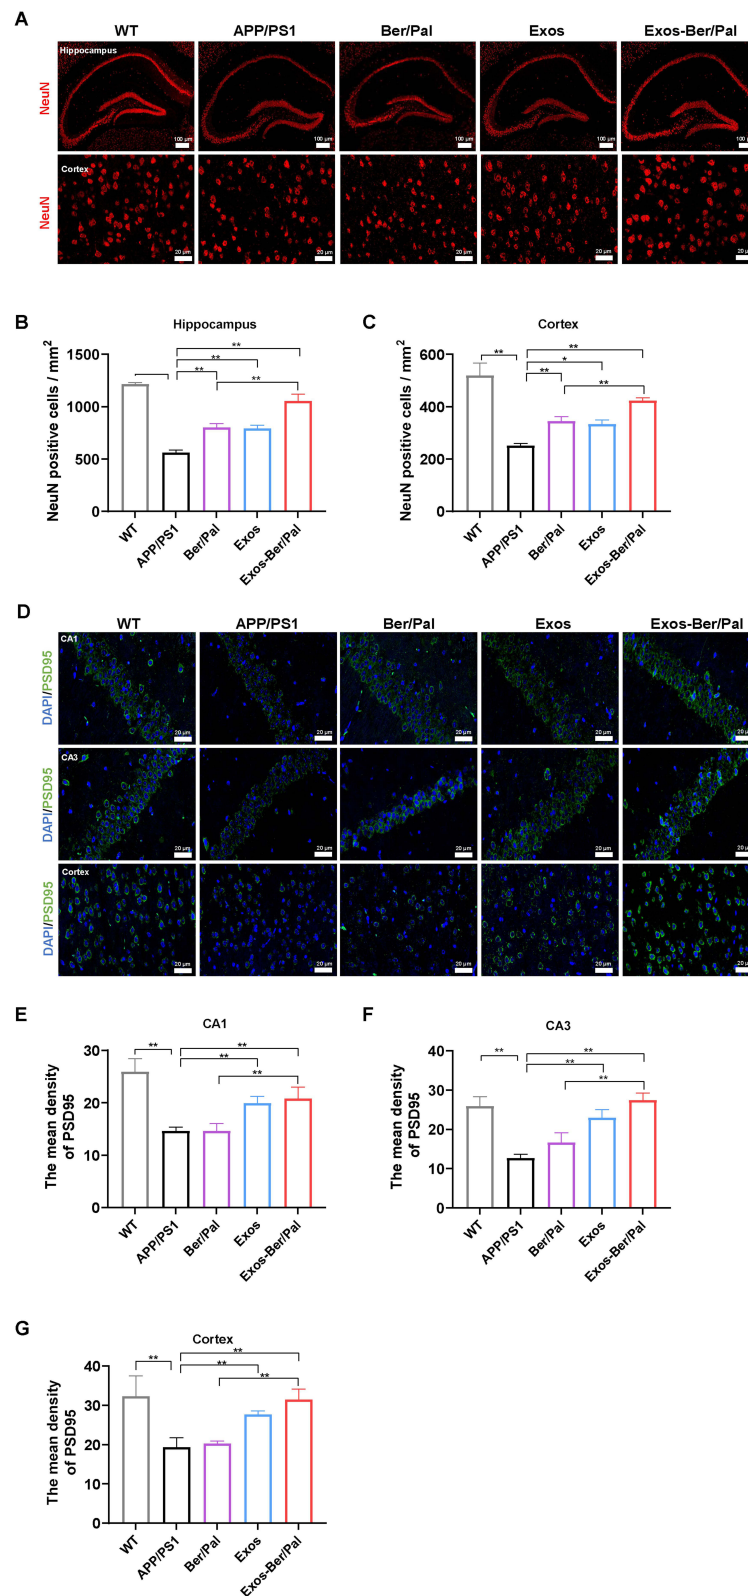 A
WT APP/PS1 Ber/Pal Exos Exos-Ber/Pal
NeuN
Hippocampus
100 μm 100 μm 100 μm 100 μm 100 μm
NeuN
Cortex
20 μm 20 μm 20 μm 20 μm 20 μm
B
Hippocampus
NeuN positive cells / mm²
1500
1000
500
0
**
**
** **
WT APP/PS1 Ber/Pal Exos Exos-Ber/Pal
C
Cortex
NeuN positive cells / mm²
600
400
200
0
** **
*
** **
WT APP/PS1 Ber/Pal Exos Exos-Ber/Pal
D
WT APP/PS1 Ber/Pal Exos Exos-Ber/Pal
DAPI/PSD95
CA1
20 μm 20 μm 20 μm 20 μm 20 μm
DAPI/PSD95
CA3
20 μm 20 μm 20 μm 20 μm 20 μm
DAPI/PSD95
Cortex
20 μm 20 μm 20 μm 20 μm 20 μm
E
CA1
The mean density
of PSD95
30
20
10
0
** **
**
**
WT APP/PS1 Ber/Pal Exos Exos-Ber/Pal
F
CA3
The mean density
of PSD95
40
30
20
10
0
** **
**
**
WT APP/PS1 Ber/Pal Exos Exos-Ber/Pal
G
Cortex
The mean density
of PSD95
40
30
20
10
0
** **
**
**
WT APP/PS1 Ber/Pal Exos Exos-Ber/Pal